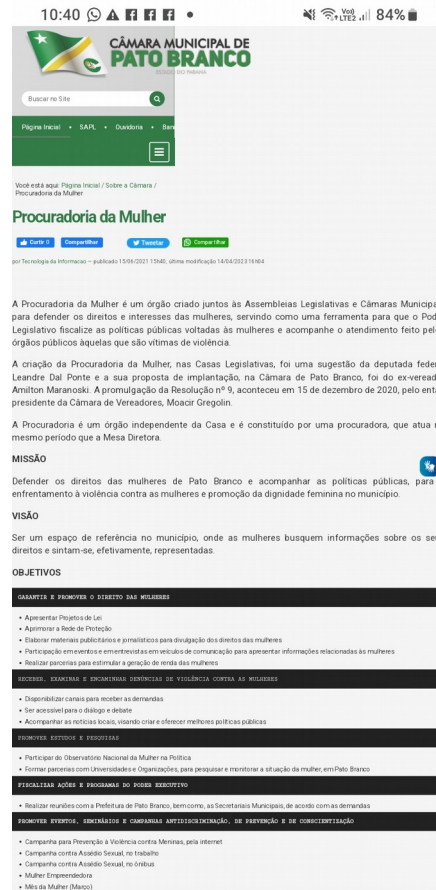 10:40
Vo))
LTE2
84%
CÂMARA MUNICIPAL DE
PATO BRANCO
ESTADO DO PARANÁ
Buscar no Site
Página Inicial • SAPL • Ouvidoria • Ban
Você está aqui: Página Inicial / Sobre a Câmara /
Procuradoria da Mulher
Procuradoria da Mulher
Curtir 0 Compartilhar Tweetar Compartilhar
por Tecnologia da Informacao — publicado 15/06/2021 15h40, última modificação 14/04/2023 16h04
A Procuradoria da Mulher é um órgão criado juntos às Assembleias Legislativas e Câmaras Municipa
para defender os direitos e interesses das mulheres, servindo como uma ferramenta para que o Pod
Legislativo fiscalize as políticas públicas voltadas às mulheres e acompanhe o atendimento feito pel
órgãos públicos àquelas que são vítimas de violência.
A criação da Procuradoria da Mulher, nas Casas Legislativas, foi uma sugestão da deputada feder
Leandre Dal Ponte e a sua proposta de implantação, na Câmara de Pato Branco, foi do ex-veread
Amilton Maranoski. A promulgação da Resolução nº 9, aconteceu em 15 de dezembro de 2020, pelo entã
presidente da Câmara de Vereadores, Moacir Gregolin.
A Procuradoria é um órgão independente da Casa e é constituído por uma procuradora, que atua n
mesmo período que a Mesa Diretora.
MISSÃO
Defender os direitos das mulheres de Pato Branco e acompanhar as políticas públicas, para
enfrentamento à violência contra as mulheres e promoção da dignidade feminina no município.
VISÃO
Ser um espaço de referência no município, onde as mulheres busquem informações sobre os seu
direitos e sintam-se, efetivamente, representadas.
OBJETIVOS
GARANTIR E PROMOVER O DIREITO DAS MULHERES
• Apresentar Projetos de Lei
• Aprimorar a Rede de Proteção
• Elaborar materiais publicitários e jornalísticos para divulgação dos direitos das mulheres
• Participação em eventos e em entrevistas em veículos de comunicação para apresentar informações relacionadas às mulheres
• Realizar parcerias para estimular a geração de renda das mulheres
RECEBER, EXAMINAR E ENCAMINHAR DENÚNCIAS DE VIOLÊNCIA CONTRA AS MULHERES
• Disponibilizar canais para receber as demandas
• Ser acessível para o diálogo e debate
• Acompanhar as notícias locais, visando criar e oferecer melhores políticas públicas
PROMOVER ESTUDOS E PESQUISAS
• Participar do Observatório Nacional da Mulher na Política
• Formar parcerias com Universidades e Organizações, para pesquisar e monitorar a situação da mulher, em Pato Branco
FISCALIZAR AÇÕES E PROGRAMAS DO PODER EXECUTIVO
• Realizar reuniões com a Prefeitura de Pato Branco, bem como, as Secretariais Municipais, de acordo com as demandas
PROMOVER EVENTOS, SEMINÁRIOS E CAMPANHAS ANTIDISCRIMINAÇÃO, DE PREVENÇÃO E DE CONSCIENTIZAÇÃO
• Campanha para Prevenção à Violência contra Meninas, pela internet
• Campanha contra Assédio Sexual, no trabalho
• Campanha contra Assédio Sexual, no ônibus
• Mulher Empreendedora
• Mês da Mulher (Março)